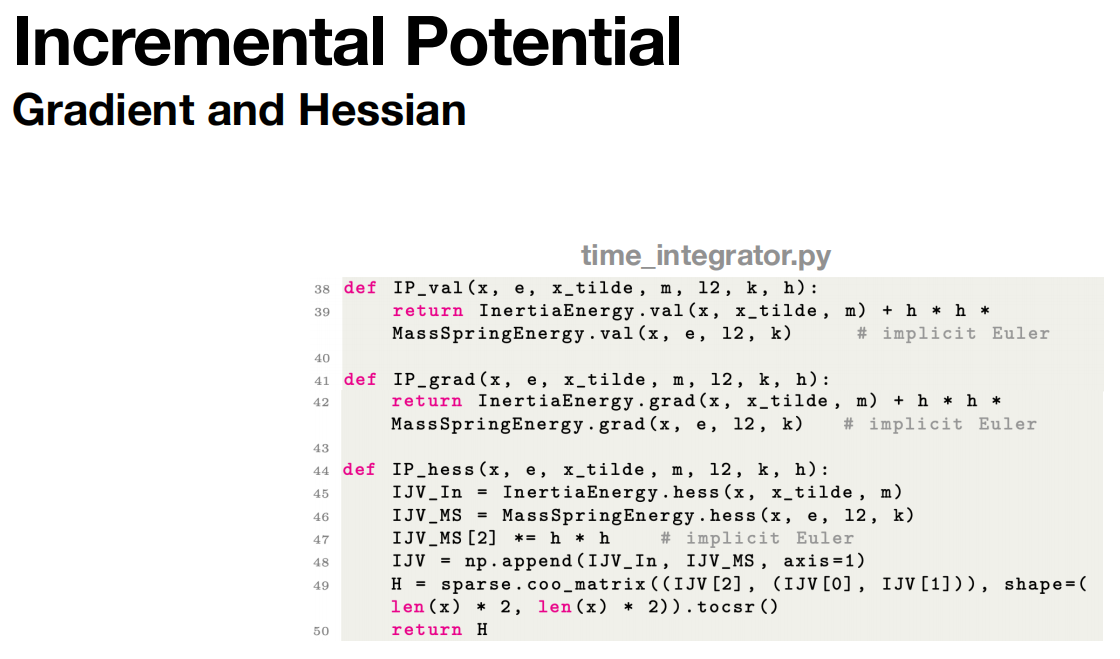 Incremental Potential
Gradient and Hessian
time_integrator.py
38 def IP_val(x, e, x_tilde, m, l2, k, h):
39     return InertiaEnergy.val(x, x_tilde, m) + h * h *
    MassSpringEnergy.val(x, e, l2, k)     # implicit Euler
40
41 def IP_grad(x, e, x_tilde, m, l2, k, h):
42     return InertiaEnergy.grad(x, x_tilde, m) + h * h *
    MassSpringEnergy.grad(x, e, l2, k)   # implicit Euler
43
44 def IP_hess(x, e, x_tilde, m, l2, k, h):
45     IJV_In = InertiaEnergy.hess(x, x_tilde, m)
46     IJV_MS = MassSpringEnergy.hess(x, e, l2, k)
47     IJV_MS[2] *= h * h    # implicit Euler
48     IJV = np.append(IJV_In, IJV_MS, axis=1)
49     H = sparse.coo_matrix((IJV[2], (IJV[0], IJV[1])), shape=(
    len(x) * 2, len(x) * 2)).tocsr()
50     return H